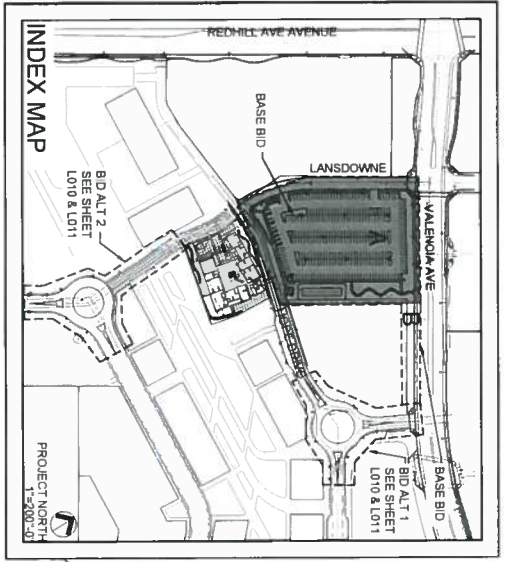 REDHILL AVE AVENUE
INDEX MAP
BASE BID
LANSDOWNE
VALENCIA AVE
BID ALT 2
SEE SHEET
L010 & L011
BASE BID
BID ALT 1
SEE SHEET
L010 & L011
PROJECT NORTH
1"=200'-0"